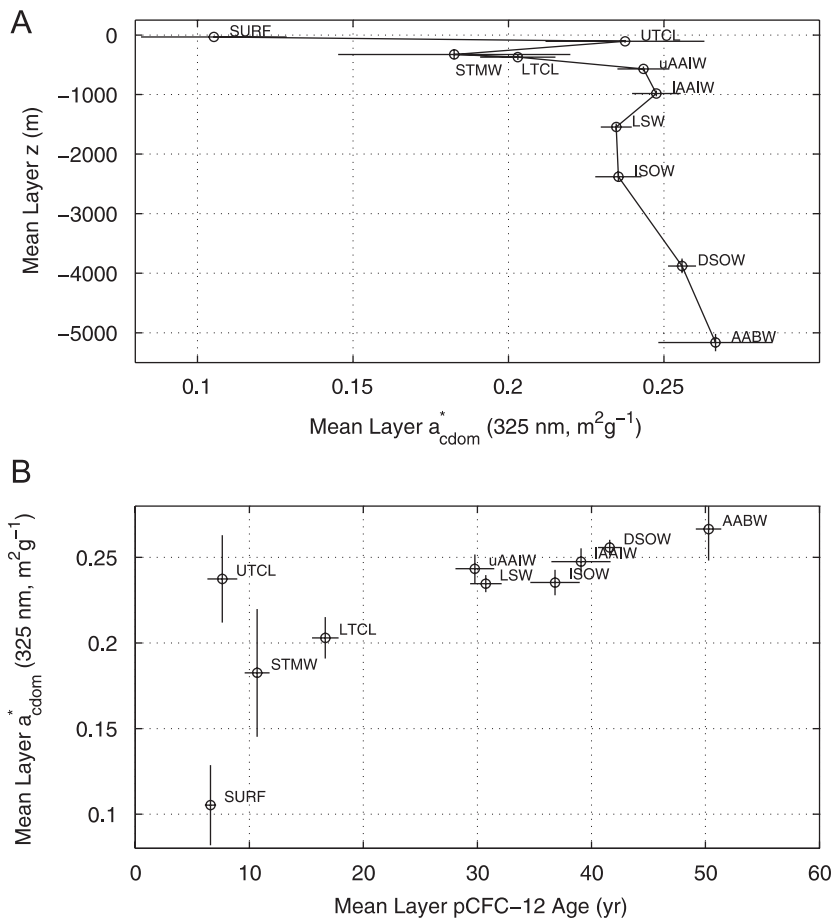 A
0
−1000
−2000
−3000
−4000
−5000
Mean Layer z (m)
SURF
UTCL
STMW
LTCL
uAAIW
lAAIW
LSW
ISOW
DSOW
AABW
0.1
0.15
0.2
0.25
Mean Layer a*cdom (325 nm, m²g⁻¹)
B
0.25
0.2
0.15
0.1
Mean Layer a*cdom (325 nm, m²g⁻¹)
AABW
DSOW
lAAIW
uAAIW
LSW
ISOW
UTCL
LTCL
STMW
SURF
0
10
20
30
40
50
60
Mean Layer pCFC−12 Age (yr)